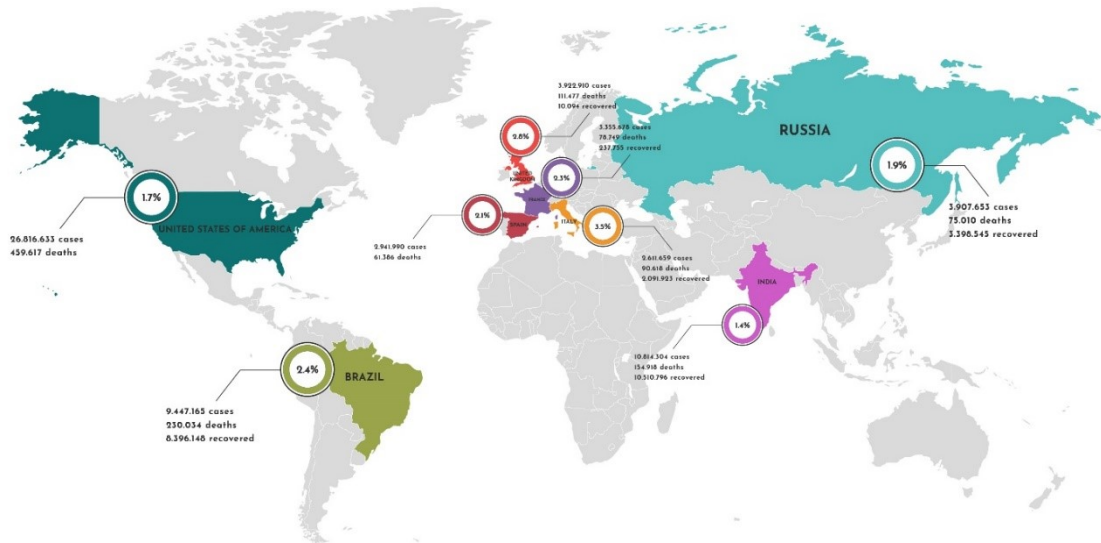 3.922.910 cases
111.477 deaths
10.094 recovered
2.8%
UNITED
KINGDOM
3.355.678 cases
78.749 deaths
237.755 recovered
2.3%
FRANCE
RUSSIA
1.9%
3.907.653 cases
75.010 deaths
3.398.545 recovered
1.7%
UNITED STATES OF AMERICA
26.816.633 cases
459.617 deaths
2.1%
SPAIN
2.941.990 cases
61.386 deaths
ITALY
3.5%
2.611.659 cases
90.618 deaths
2.091.923 recovered
INDIA
1.4%
10.814.304 cases
154.918 deaths
10.510.796 recovered
2.4%
BRAZIL
9.447.165 cases
230.034 deaths
8.396.148 recovered